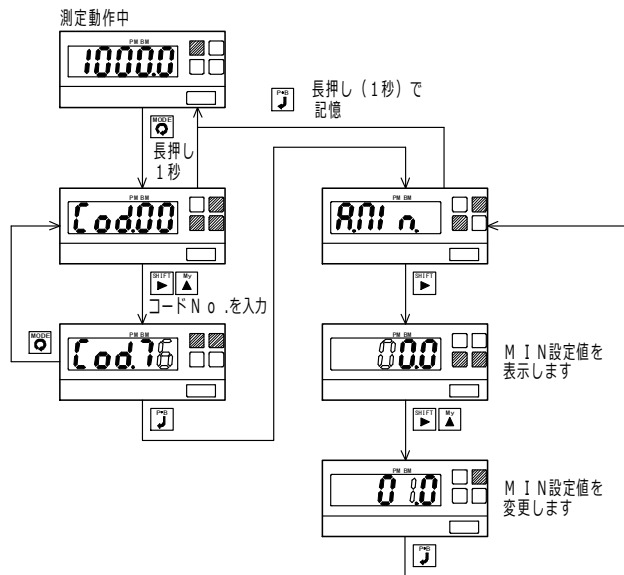 測定動作中
PM BM
1000.0
MODE
長押し
1秒
P•B
長押し(1秒)で
記憶
PM BM
Cod.00
SHIFT
My
コードNo.を入力
PM BM
Cod.76
MODE
P•B
PM BM
A.MIn.
SHIFT
PM BM
00.0
MIN設定値を
表示します
SHIFT
My
PM BM
01.0
MIN設定値を
変更します
P•B